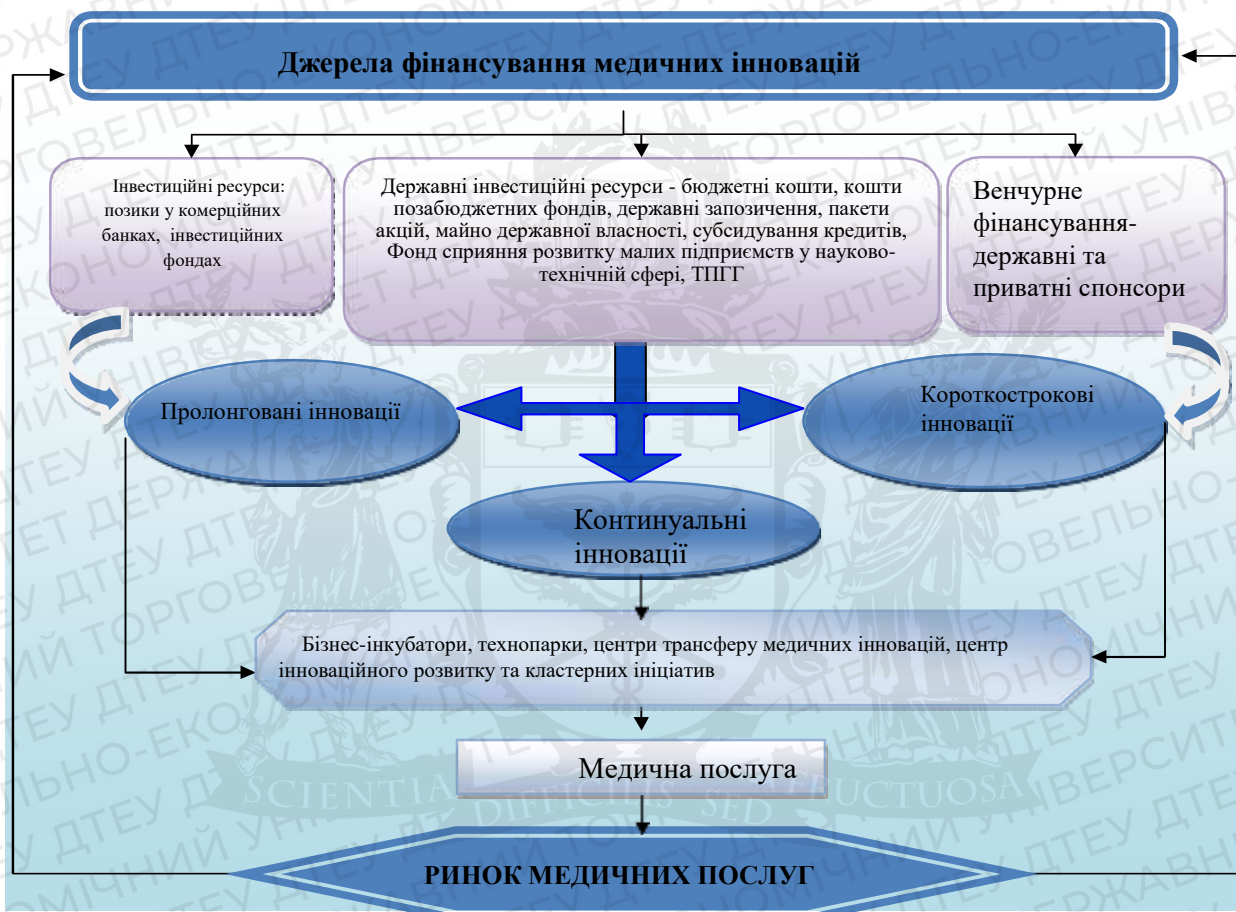 Джерела фінансування медичних інновацій
Інвестиційні ресурси:
позики у комерційних
банках, інвестиційних
фондах
Державні інвестиційні ресурси - бюджетні кошти, кошти
позабюджетних фондів, державні запозичення, пакети
акцій, майно державної власності, субсидування кредитів,
Фонд сприяння розвитку малих підприємств у науково-
технічній сфері, ТПГГ
Венчурне
фінансування-
державні та
приватні спонсори
Пролонговані інновації
Короткострокові
інновації
Континуальні
інновації
Бізнес-інкубатори, технопарки, центри трансферу медичних інновацій, центр
інноваційного розвитку та кластерних ініціатив
Медична послуга
SCIENTIA DIFFICILIS SED
РИНОК МЕДИЧНИХ ПОСЛУГ